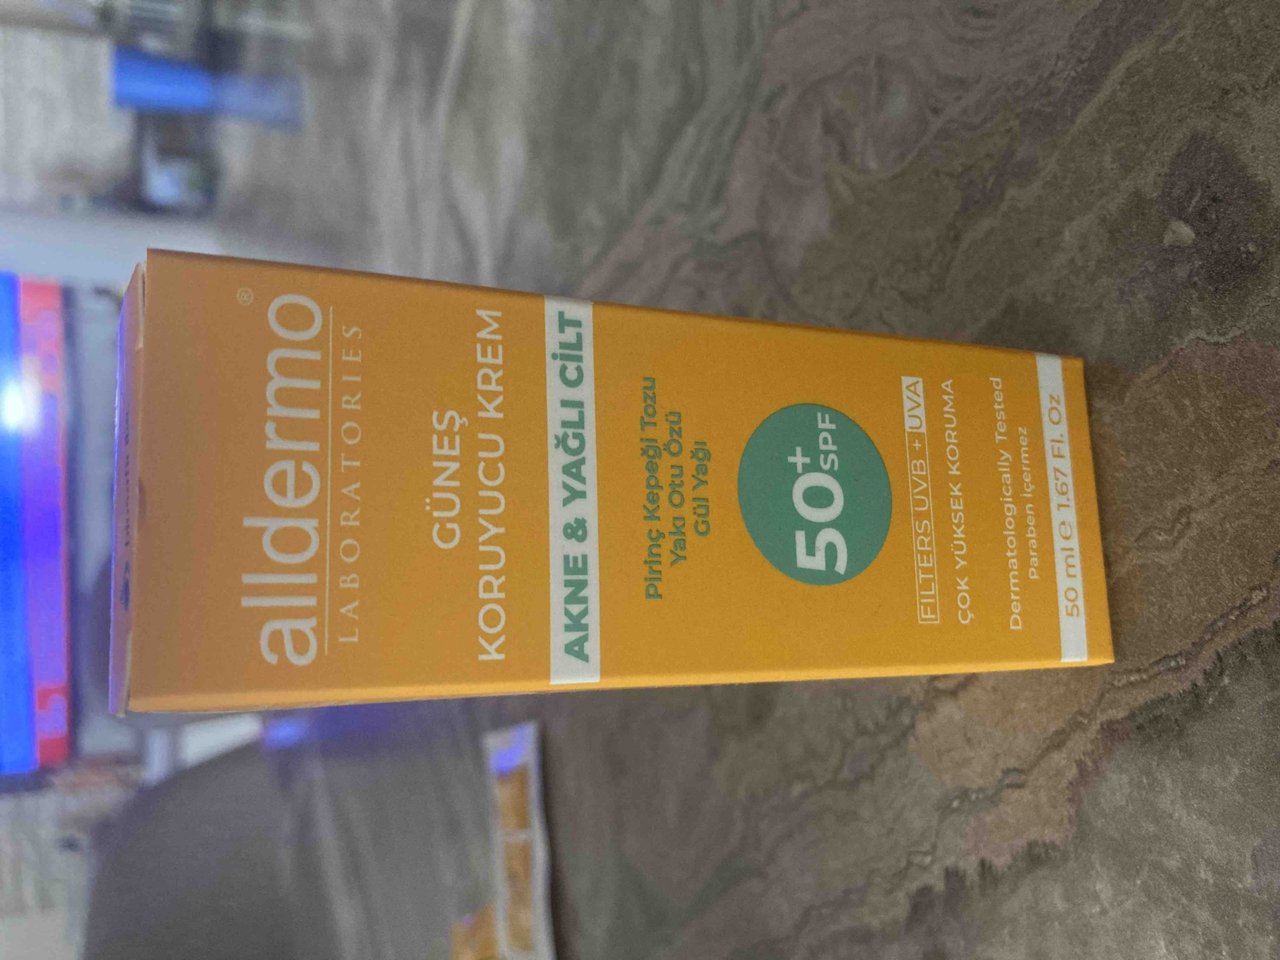 alldermo®
LABORATORIES
GÜNEŞ
KORUYUCU KREM
AKNE & YAĞLI CİLT
Pirinç Kepeği Tozu
Yakı Otu Özü
Gül Yağı
50+
SPF
FILTERS UVB + UVA
ÇOK YÜKSEK KORUMA
Dermatologically Tested
Paraben İçermez
50 ml e 1.67 Fl. Oz